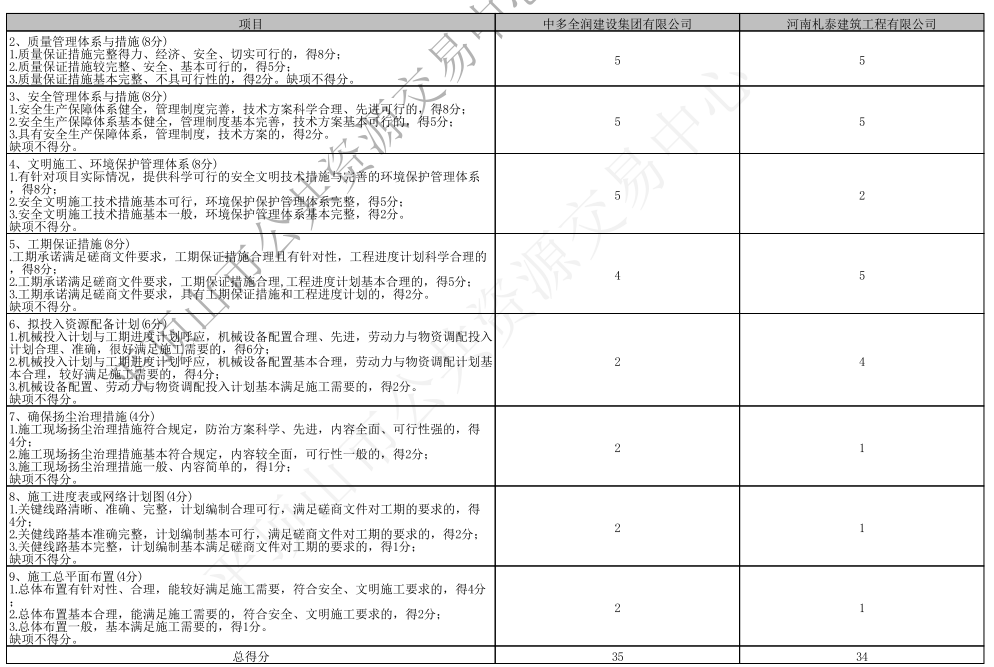 项目 中多全润建设集团有限公司 河南札泰建筑工程有限公司
2、质量管理体系与措施(8分)
1.质量保证措施完整得力、经济、安全、切实可行的，得8分；
2.质量保证措施较完整、安全、基本可行的，得5分；
3.质量保证措施基本完整、不具可行性的，得2分。缺项不得分。
5 5
3、安全管理体系与措施(8分)
1.安全生产保障体系健全，管理制度完善，技术方案科学合理、先进可行的，得8分；
2.安全生产保障体系基本健全，管理制度基本完善，技术方案基本可行的，得5分；
3.具有安全生产保障体系，管理制度，技术方案的，得2分。
缺项不得分。
5 5
4、文明施工、环境保护管理体系(8分)
1.有针对项目实际情况，提供科学可行的安全文明技术措施与完善的环境保护管理体系
，得8分；
2.安全文明施工技术措施基本可行，环境保护保护管理体系完整，得5分；
3.安全文明施工技术措施基本一般，环境保护管理体系基本完整，得2分。
缺项不得分。
5 2
5、工期保证措施(8分)
.工期承诺满足磋商文件要求，工期保证措施合理且有针对性，工程进度计划科学合理的
，得8分；
2.工期承诺满足磋商文件要求，工期保证措施合理,工程进度计划基本合理的，得5分；
3.工期承诺满足磋商文件要求，具有工期保证措施和工程进度计划的，得2分。
缺项不得分。
4 5
6、拟投入资源配备计划(6分)
1.机械投入计划与工期进度计划呼应，机械设备配置合理、先进，劳动力与物资调配投入
计划合理、准确，很好满足施工需要的，得6分；
2.机械投入计划与工期进度计划呼应，机械设备配置基本合理，劳动力与物资调配计划基
本合理，较好满足施工需要的，得4分；
3.机械设备配置、劳动力与物资调配投入计划基本满足施工需要的，得2分。
缺项不得分。
2 4
7、确保扬尘治理措施(4分)
1.施工现场扬尘治理措施符合规定，防治方案科学、先进，内容全面、可行性强的，得
4分；
2.施工现场扬尘治理措施基本符合规定，内容较全面，可行性一般的，得2分；
3.施工现场扬尘治理措施一般、内容简单的，得1分；
缺项不得分。
2 1
8、施工进度表或网络计划图(4分)
1.关键线路清晰、准确、完整，计划编制合理可行，满足磋商文件对工期的要求的，得
4分；
2.关健线路基本准确完整，计划编制基本可行，满足磋商文件对工期的要求的，得2分；
3.关健线路基本完整，计划编制基本满足磋商文件对工期的要求的，得1分；
缺项不得分。
2 1
9、施工总平面布置(4分)
1.总体布置有针对性、合理，能较好满足施工需要，符合安全、文明施工要求的，得4分
；
2.总体布置基本合理，能满足施工需要的，符合安全、文明施工要求的，得2分；
3.总体布置一般，基本满足施工需要的，得1分。
缺项不得分。
2 1
总得分 35 34
平顶山市公共资源交易中心
平顶山市公共资源交易中心